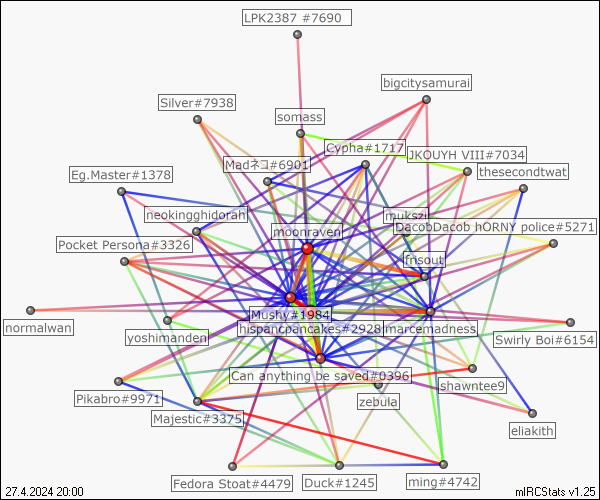 LPK2387 #7690
bigcitysamurai
Silver#7938
somass
Cypha#1717
JKOUYH VIII#7034
Madネコ#6901
thesecondtwat
Eg.Master#1378
neokingghidorah
mukszi
DacobDacob hORNY police#5271
moonraven
Pocket Persona#3326
fnsout
Mushy#1984
normalwan
yoshimanden
hispancpancakes#2928
marcemadness
Swirly Boi#6154
Can anything be saved#0396
shawntee9
Pikabro#9971
zebula
Majestic#3375
eliakith
Fedora Stoat#4479
Duck#1245
ming#4742
27.4.2024 20:00
mIRCStats v1.25